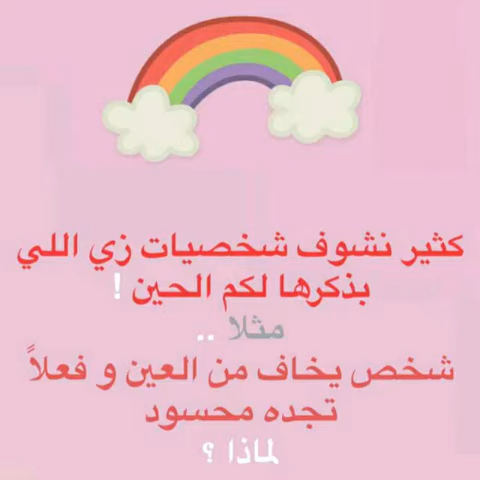 كثير نشوف شخصيات زي اللي
بذكرها لكم الحين !
مثلا ..
شخص يخاف من العين و فعلاً
تجده محسود
لماذا ؟